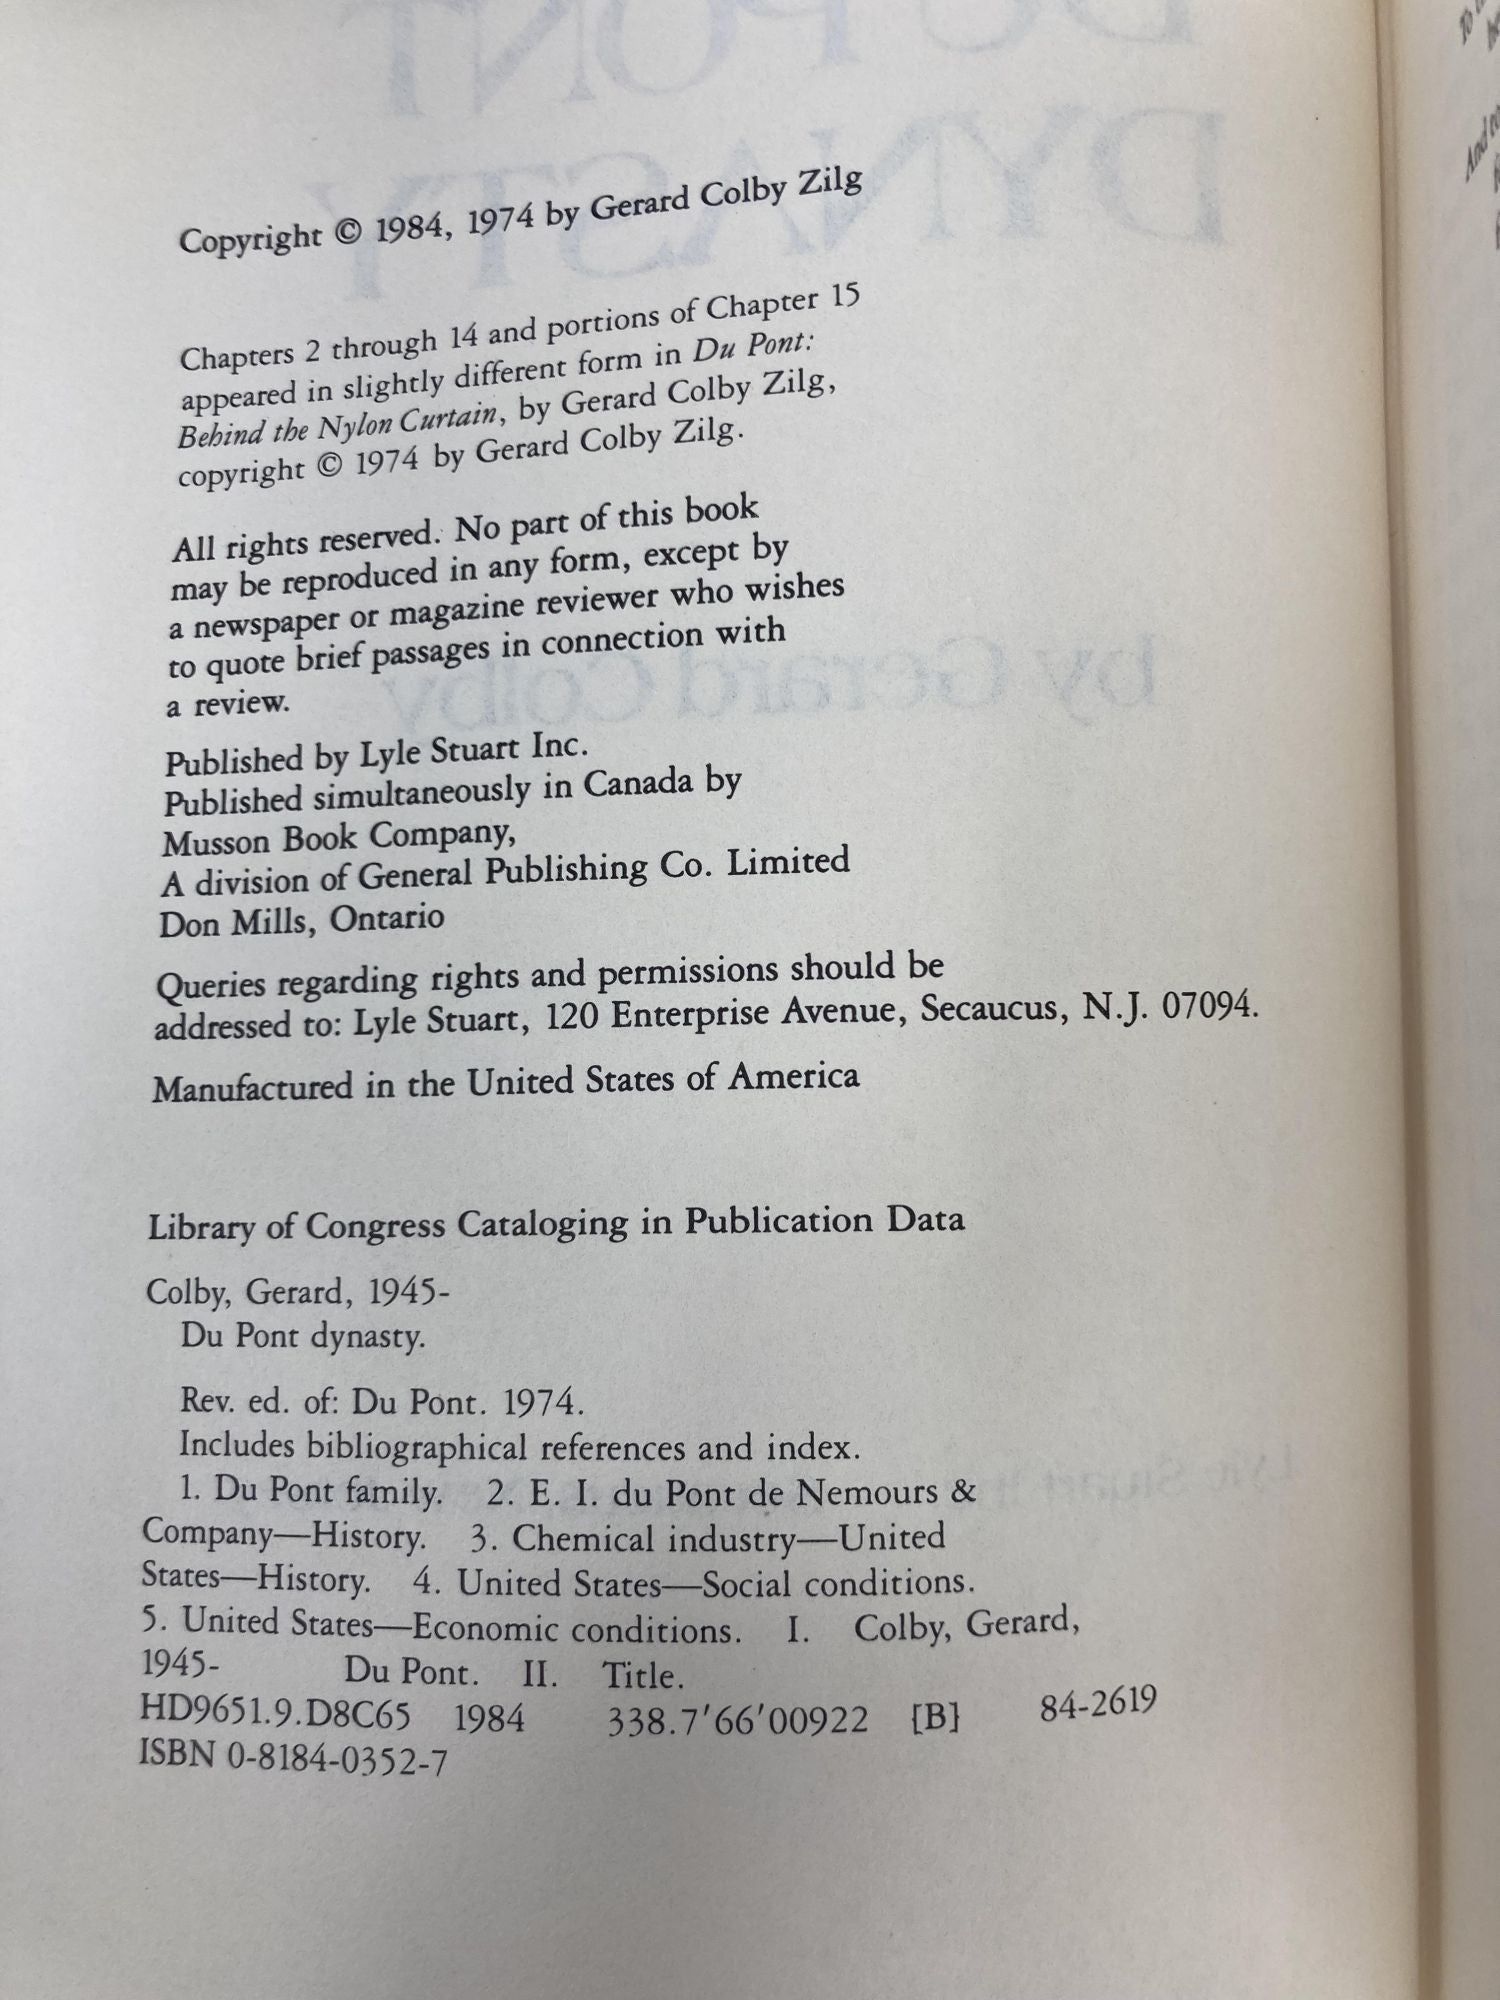 Copyright © 1984, 1974 by Gerard Colby Zilg
Chapters 2 through 14 and portions of Chapter 15
appeared in slightly different form in Du Pont:
Behind the Nylon Curtain, by Gerard Colby Zilg,
copyright © 1974 by Gerard Colby Zilg.
All rights reserved. No part of this book
may be reproduced in any form, except by
a newspaper or magazine reviewer who wishes
to quote brief passages in connection with
a review.
Published by Lyle Stuart Inc.
Published simultaneously in Canada by
Musson Book Company,
A division of General Publishing Co. Limited
Don Mills, Ontario
Queries regarding rights and permissions should be
addressed to: Lyle Stuart, 120 Enterprise Avenue, Secaucus, N.J. 07094.
Manufactured in the United States of America
Library of Congress Cataloging in Publication Data
Colby, Gerard, 1945-
Du Pont dynasty.
Rev. ed. of: Du Pont. 1974.
Includes bibliographical references and index.
1. Du Pont family. 2. E. I. du Pont de Nemours &
Company—History. 3. Chemical industry—United
States—History. 4. United States—Social conditions.
5. United States—Economic conditions. I. Colby, Gerard,
1945- Du Pont. II. Title.
HD9651.9.D8C65 1984 338.7'66'00922 [B] 84-2619
ISBN 0-8184-0352-7